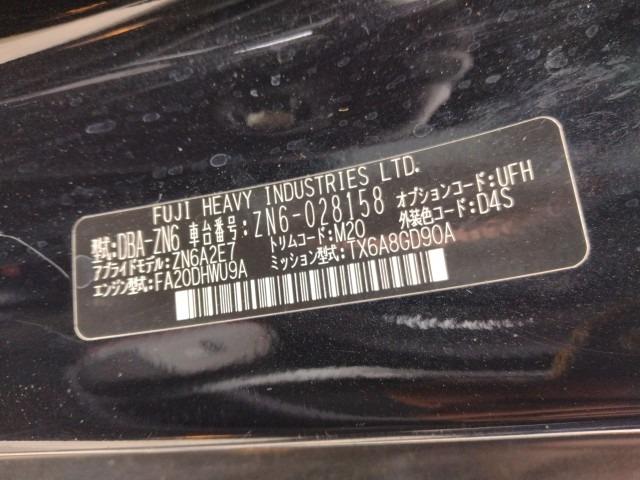 FUJI HEAVY INDUSTRIES LTD.
型式:DBA-ZN6 車台番号:ZN6-028158 オプションコード:UFH
アプライドモデル:ZN6A2E7 トリムコード:M20 外装色コード:D4S
エンジン型式:FA20DHWU9A ミッション型式:TX6A8GD90A